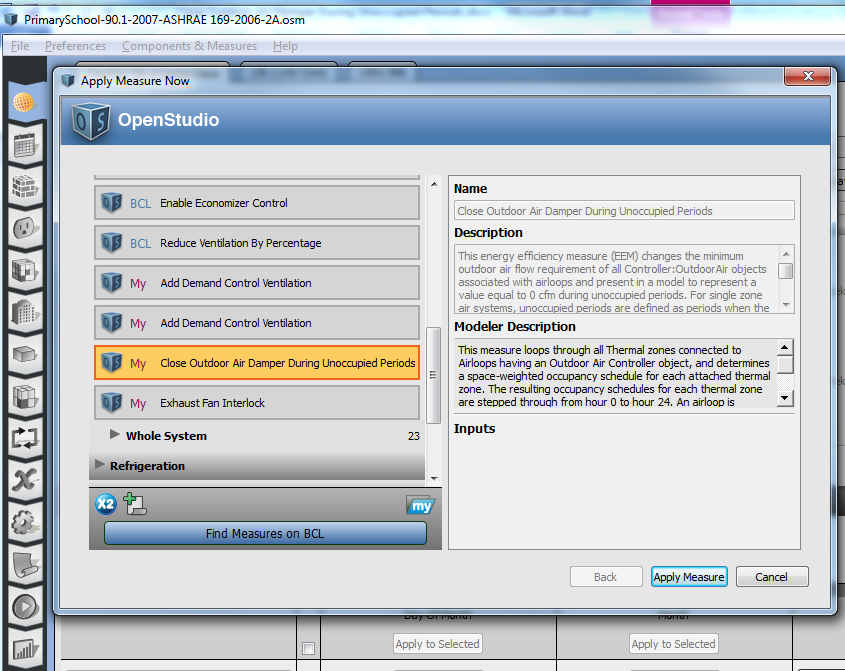 PrimarySchool-90.1-2007-ASHRAE 169-2006-2A.osm
File Preferences Components & Measures Help
Apply Measure Now
OS OpenStudio
BCL Enable Economizer Control
BCL Reduce Ventilation By Percentage
My Add Demand Control Ventilation
My Add Demand Control Ventilation
My Close Outdoor Air Damper During Unoccupied Periods
My Exhaust Fan Interlock
Whole System 23
Refrigeration
X2 my
Find Measures on BCL
Name
Close Outdoor Air Damper During Unoccupied Periods
Description
This energy efficiency measure (EEM) changes the minimum
outdoor air flow requirement of all Controller:OutdoorAir objects
associated with airloops and present in a model to represent a
value equal to 0 cfm during unoccupied periods. For single zone
air systems, unoccupied periods are defined as periods when the
Modeler Description
This measure loops through all Thermal zones connected to
Airloops having an Outdoor Air Controller object, and determines
a space-weighted occupancy schedule for each attached thermal
zone. The resulting occupancy schedules for each thermal zone
are stepped through from hour 0 to hour 24. An airloop is
Inputs
Back Apply Measure Cancel
Day Of Month Month
Apply to Selected Apply to Selected